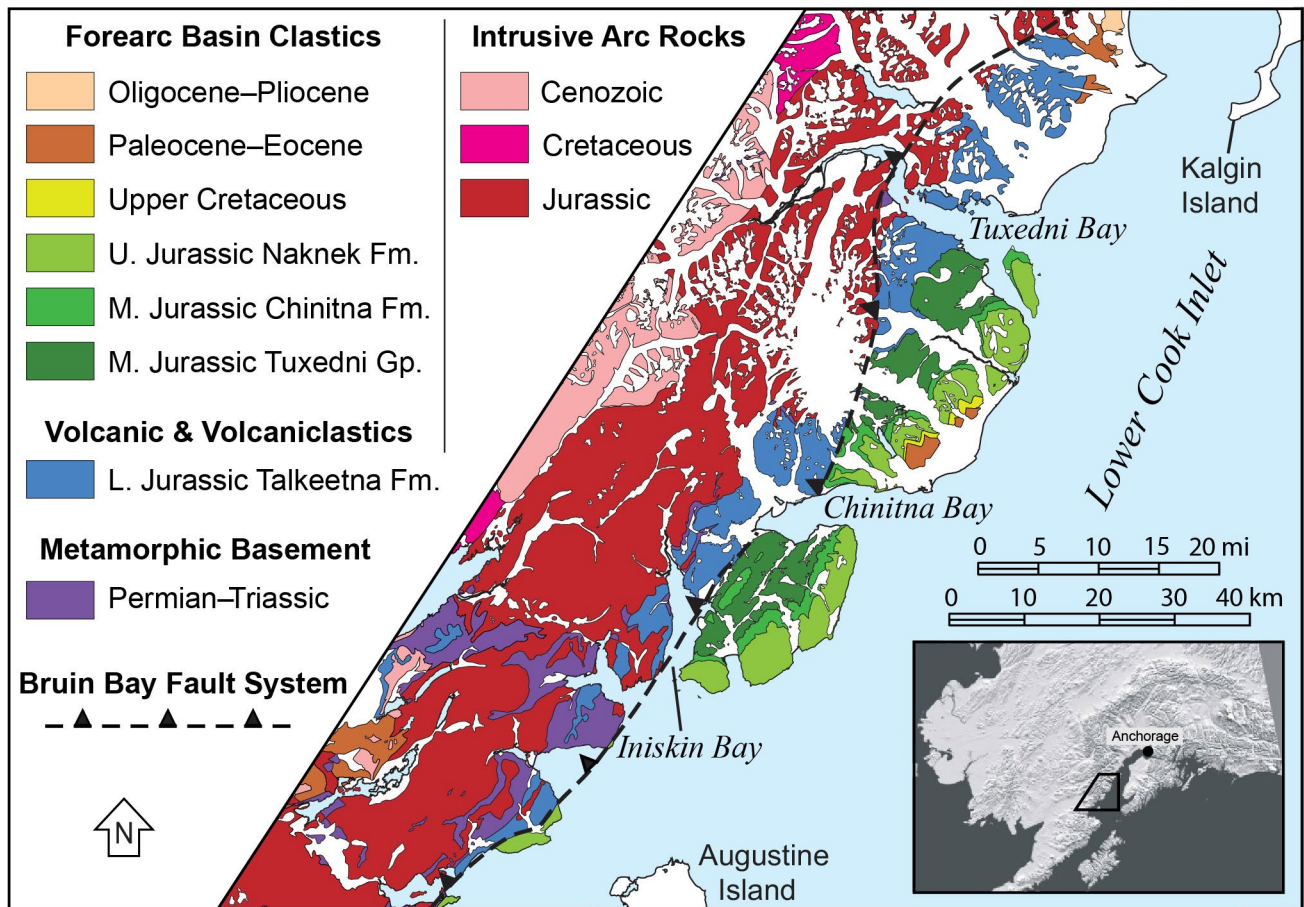 Forearc Basin Clastics
Oligocene–Pliocene
Paleocene–Eocene
Upper Cretaceous
U. Jurassic Naknek Fm.
M. Jurassic Chinitna Fm.
M. Jurassic Tuxedni Gp.
Volcanic & Volcaniclastics
L. Jurassic Talkeetna Fm.
Metamorphic Basement
Permian–Triassic
Bruin Bay Fault System
N
Intrusive Arc Rocks
Cenozoic
Cretaceous
Jurassic
Kalgin
Island
Tuxedni Bay
Lower Cook Inlet
Chinitna Bay
0 5 10 15 20 mi
0 10 20 30 40 km
Iniskin Bay
Augustine
Island
Anchorage